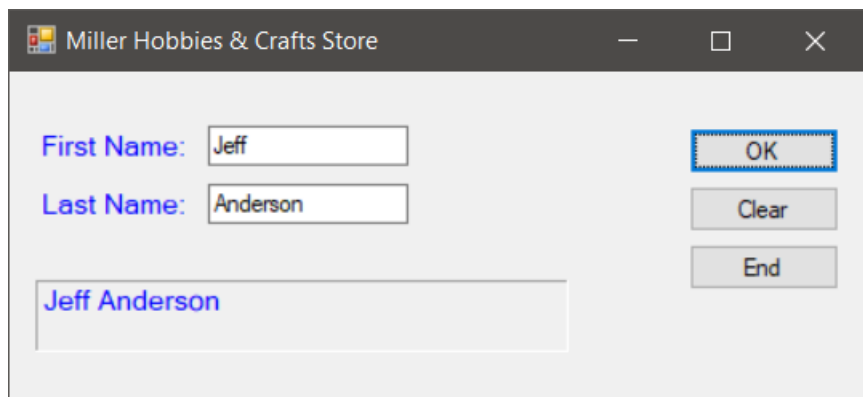 Miller Hobbies & Crafts Store
First Name: Jeff
OK
Last Name: Anderson
Clear
End
Jeff Anderson